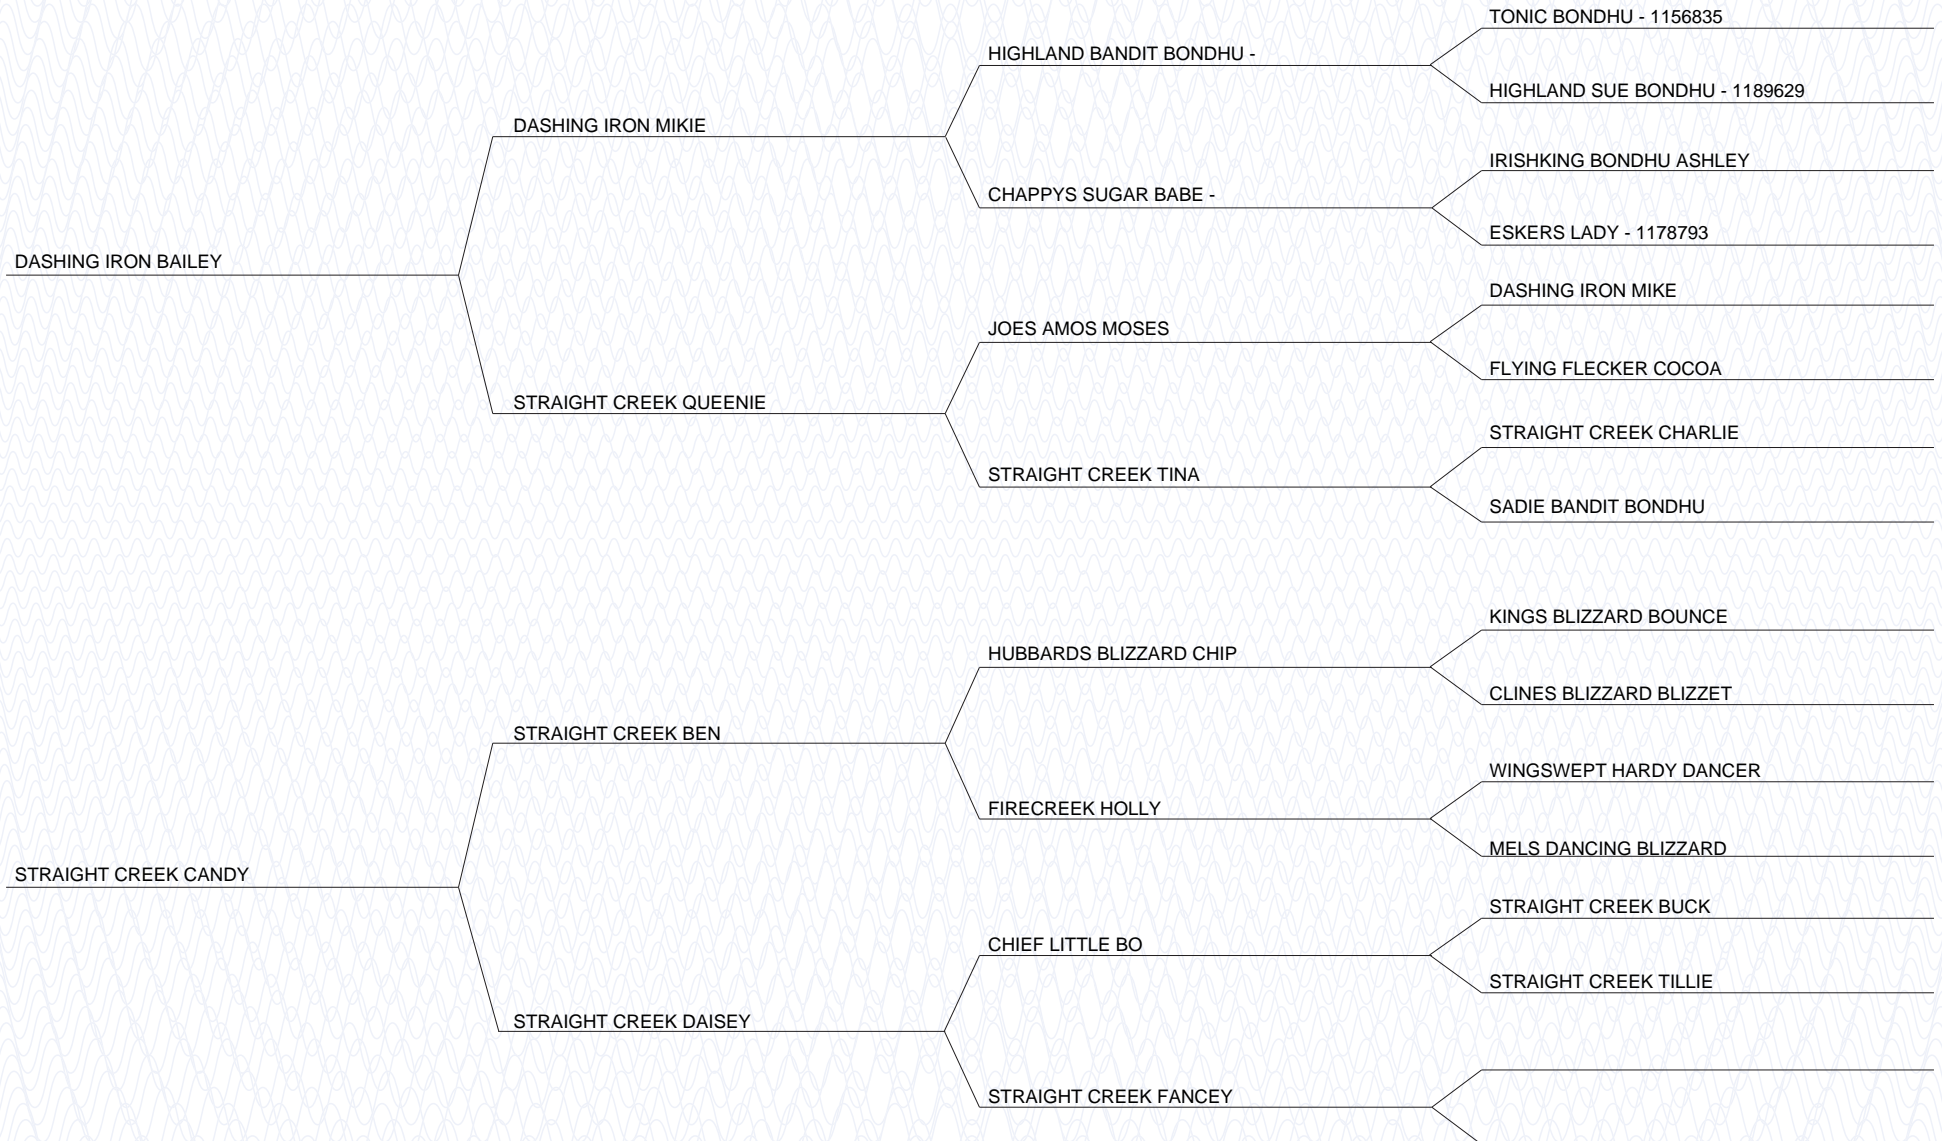 TONIC BONDHU - 1156835
HIGHLAND BANDIT BONDHU -
HIGHLAND SUE BONDHU - 1189629
DASHING IRON MIKIE
IRISHKING BONDHU ASHLEY
CHAPPYS SUGAR BABE -
ESKERS LADY - 1178793
DASHING IRON BAILEY
DASHING IRON MIKE
JOES AMOS MOSES
FLYING FLECKER COCOA
STRAIGHT CREEK QUEENIE
STRAIGHT CREEK CHARLIE
STRAIGHT CREEK TINA
SADIE BANDIT BONDHU
KINGS BLIZZARD BOUNCE
HUBBARDS BLIZZARD CHIP
CLINES BLIZZARD BLIZZET
STRAIGHT CREEK BEN
WINGSWEPT HARDY DANCER
FIRECREEK HOLLY
MELS DANCING BLIZZARD
STRAIGHT CREEK CANDY
STRAIGHT CREEK BUCK
CHIEF LITTLE BO
STRAIGHT CREEK TILLIE
STRAIGHT CREEK DAISEY
STRAIGHT CREEK FANCEY